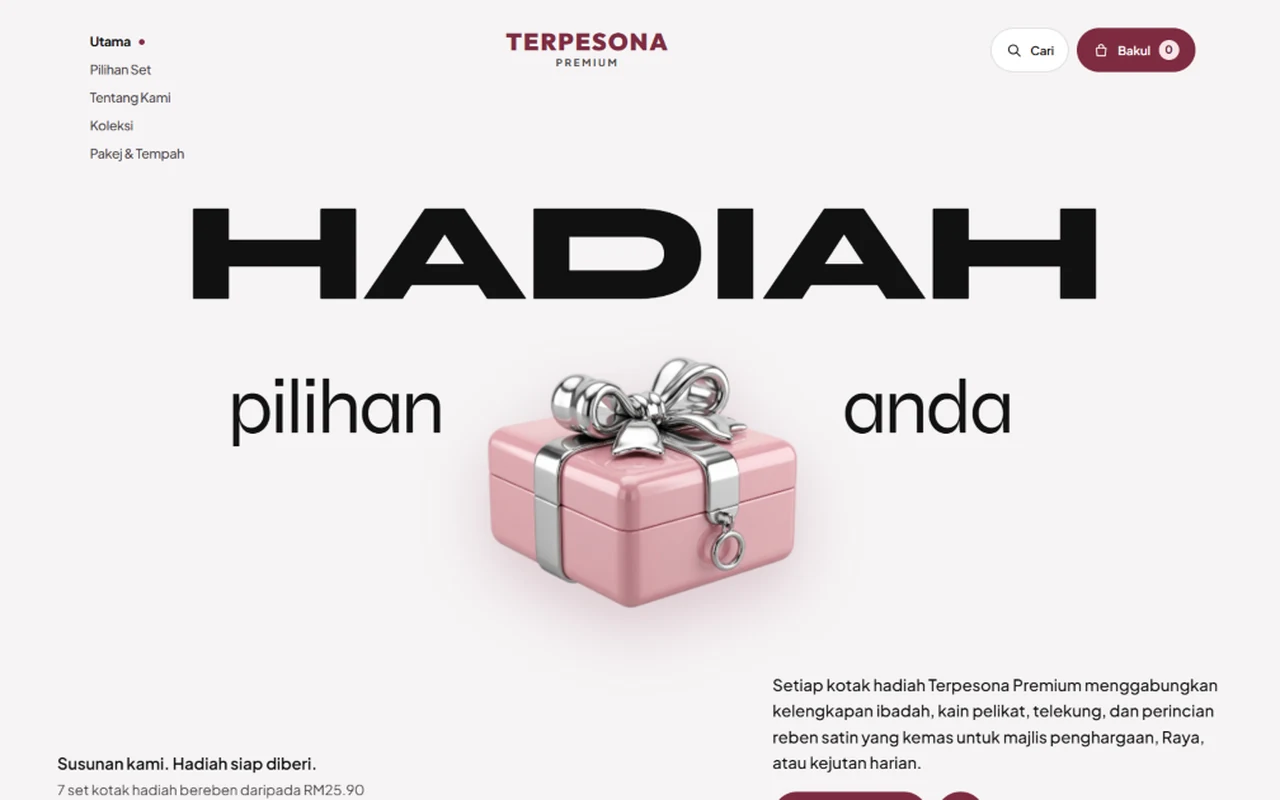 Utama
Pilihan Set
Tentang Kami
Koleksi
Pakej & Tempah
TERPESONA
PREMIUM
Cari
Bakul 0
HADIAH
pilihan anda
Setiap kotak hadiah Terpesona Premium menggabungkan
kelengkapan ibadah, kain pelikat, telekung, dan perincian
reben satin yang kemas untuk majlis penghargaan, Raya,
atau kejutan harian.
Susunan kami. Hadiah siap diberi.
7 set kotak hadiah bereben daripada RM25.90